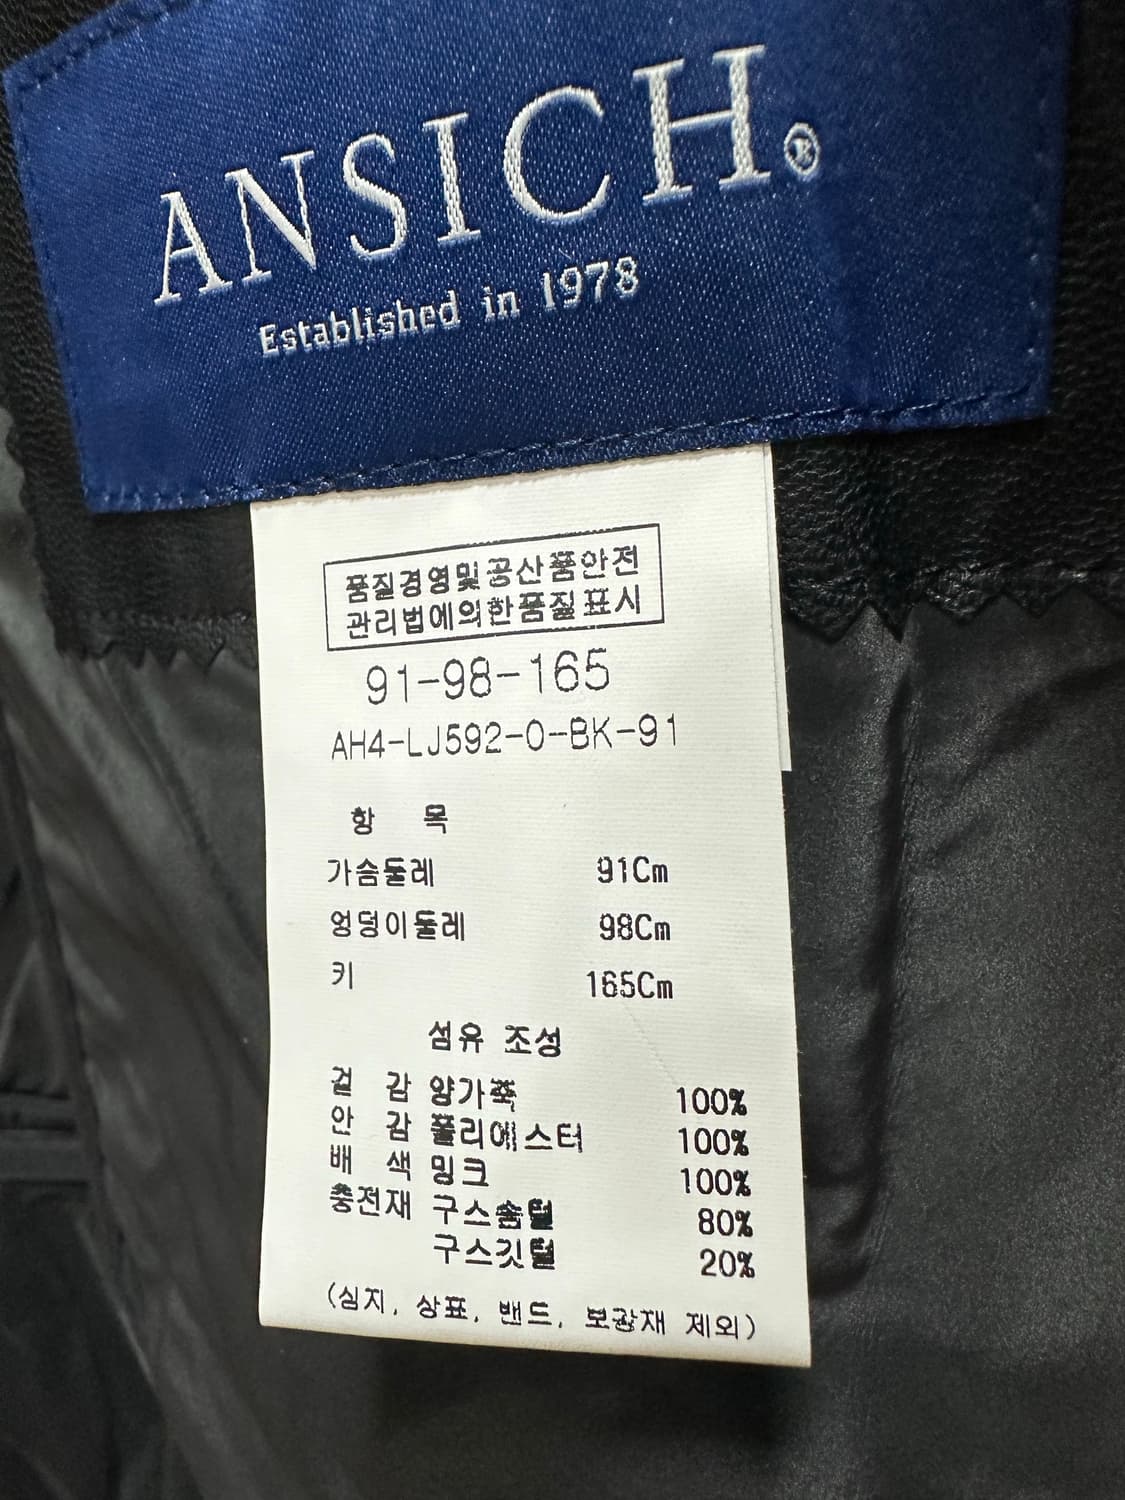 ANSICH®
Established in 1978
품질경영및공산품안전
관리법에의한품질표시
91-98-165
AH4-LJ592-0-BK-91
항 목
가슴둘레 91Cm
엉덩이둘레 98Cm
키 165Cm
섬유 조성
겉 감 양가죽 100%
안 감 폴리에스터 100%
배 색 밍크 100%
충전재 구스솜털 80%
구스깃털 20%
(심지, 상표, 밴드, 보강재 제외)